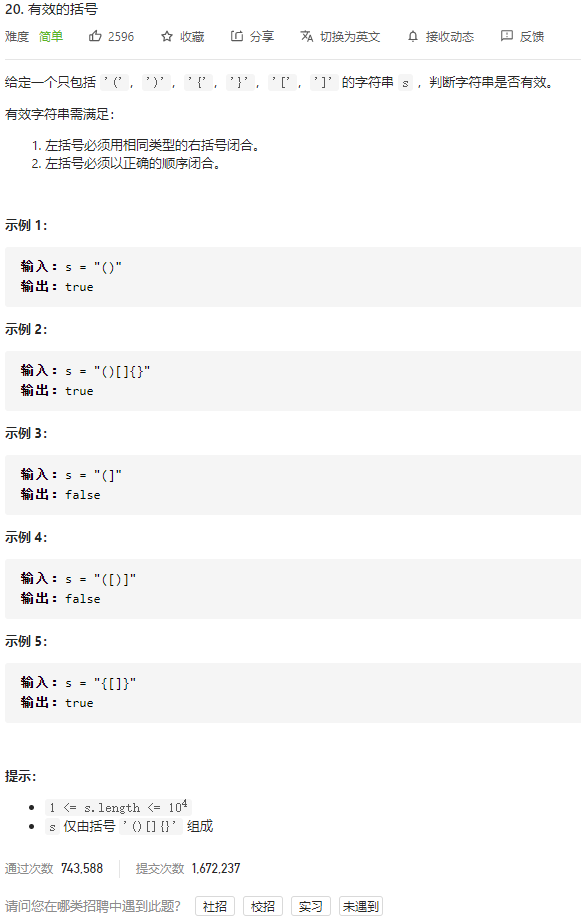 20. 有效的括号
难度 简单 2596 收藏 分享 切换为英文 接收动态 反馈
给定一个只包括 '(', ')', '{', '}', '[', ']' 的字符串 s ，判断字符串是否有效。
有效字符串需满足：
1. 左括号必须用相同类型的右括号闭合。
2. 左括号必须以正确的顺序闭合。
示例 1：
输入：s = "()"
输出：true
示例 2：
输入：s = "()[]{}"
输出：true
示例 3：
输入：s = "(]"
输出：false
示例 4：
输入：s = "([)]"
输出：false
示例 5：
输入：s = "{[]}"
输出：true
提示：
• 1 <= s.length <= 10⁴
• s 仅由括号 '()[]{}' 组成
通过次数 743,588 提交次数 1,672,237
请问您在哪类招聘中遇到此题？ 社招 校招 实习 未遇到